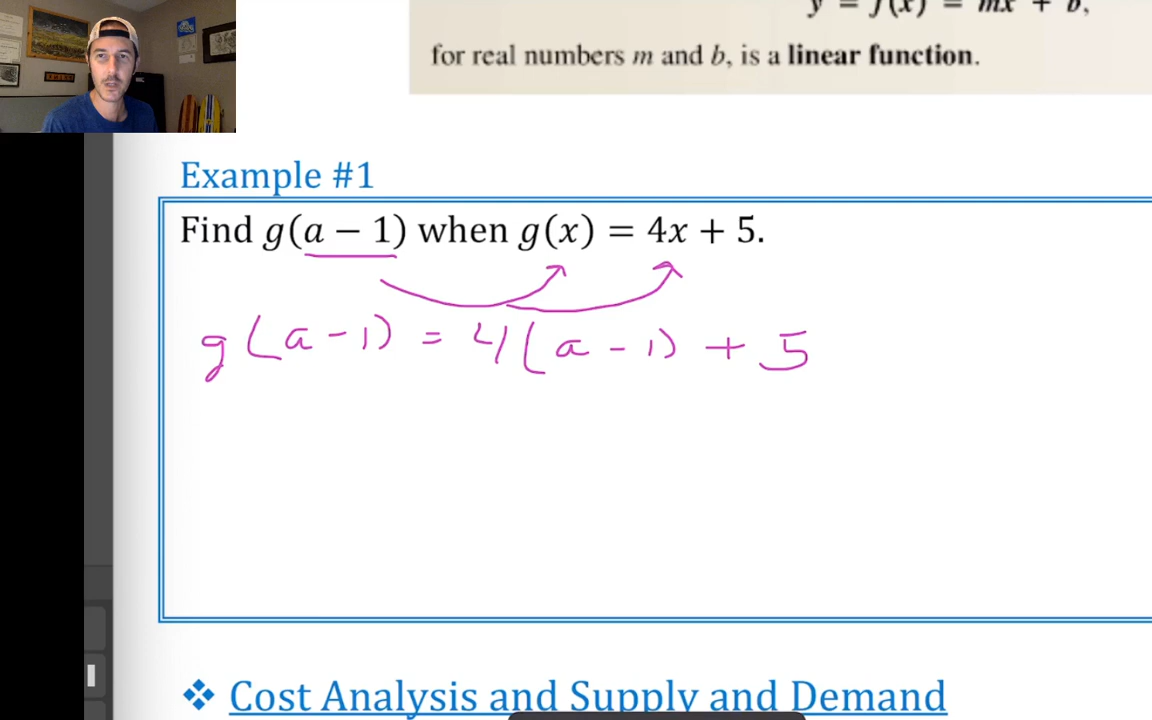 y = f(x) = mx + b,
for real numbers m and b, is a linear function.
Example #1
Find g(a − 1) when g(x) = 4x + 5.
g(a-1) = 4(a-1) + 5
❖ Cost Analysis and Supply and Demand